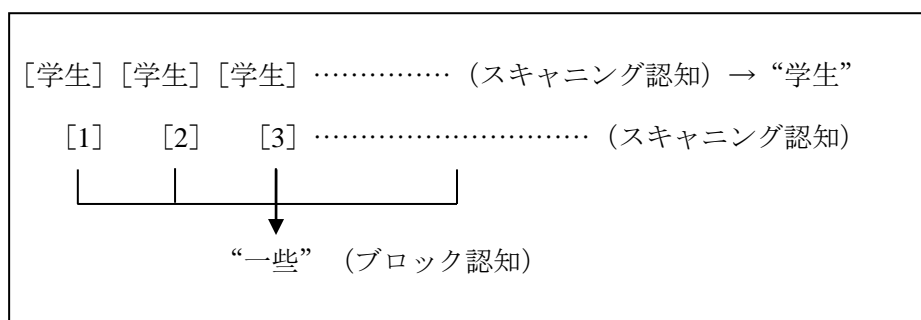 ［学生］［学生］［学生］…………… （スキャニング認知）→ “学生”
［1］ ［2］ ［3］………………………… （スキャニング認知）
“一些” （ブロック認知）